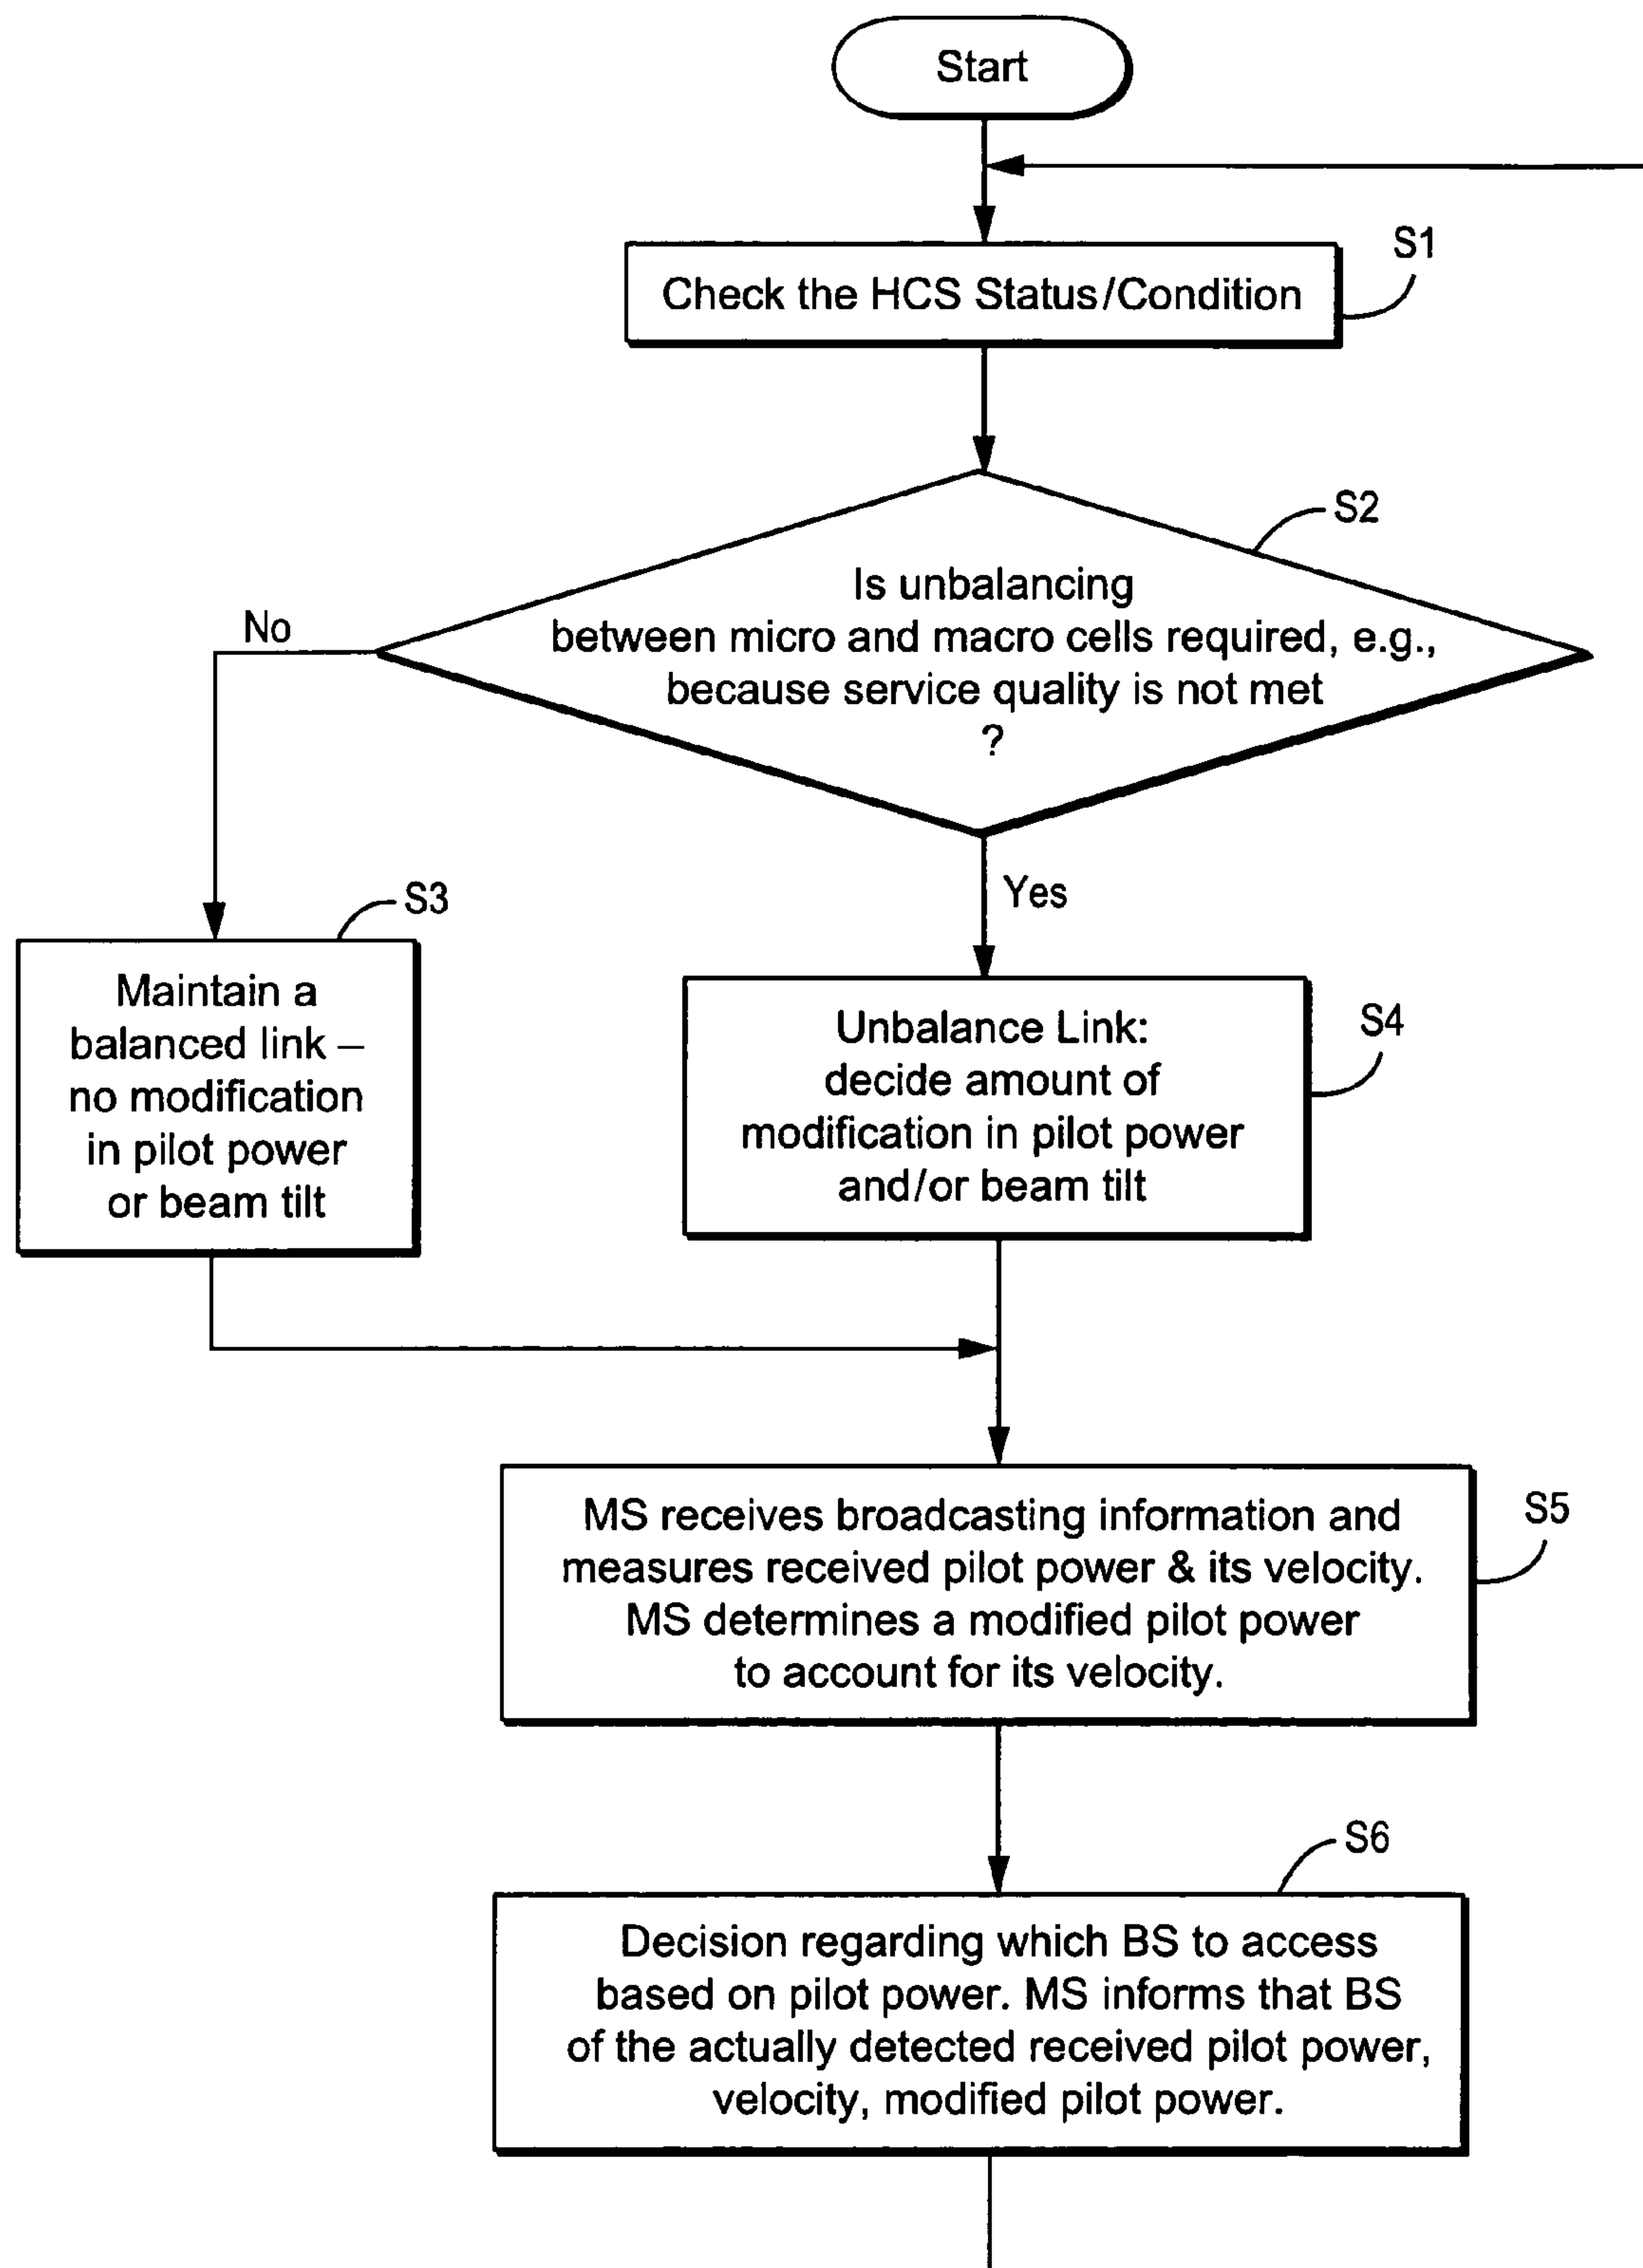 Start
S1
Check the HCS Status/Condition
S2
Is unbalancing
between micro and macro cells required, e.g.,
because service quality is not met
?
No
Yes
S3
Maintain a
balanced link –
no modification
in pilot power
or beam tilt
S4
Unbalance Link:
decide amount of
modification in pilot power
and/or beam tilt
S5
MS receives broadcasting information and
measures received pilot power & its velocity.
MS determines a modified pilot power
to account for its velocity.
S6
Decision regarding which BS to access
based on pilot power. MS informs that BS
of the actually detected received pilot power,
velocity, modified pilot power.